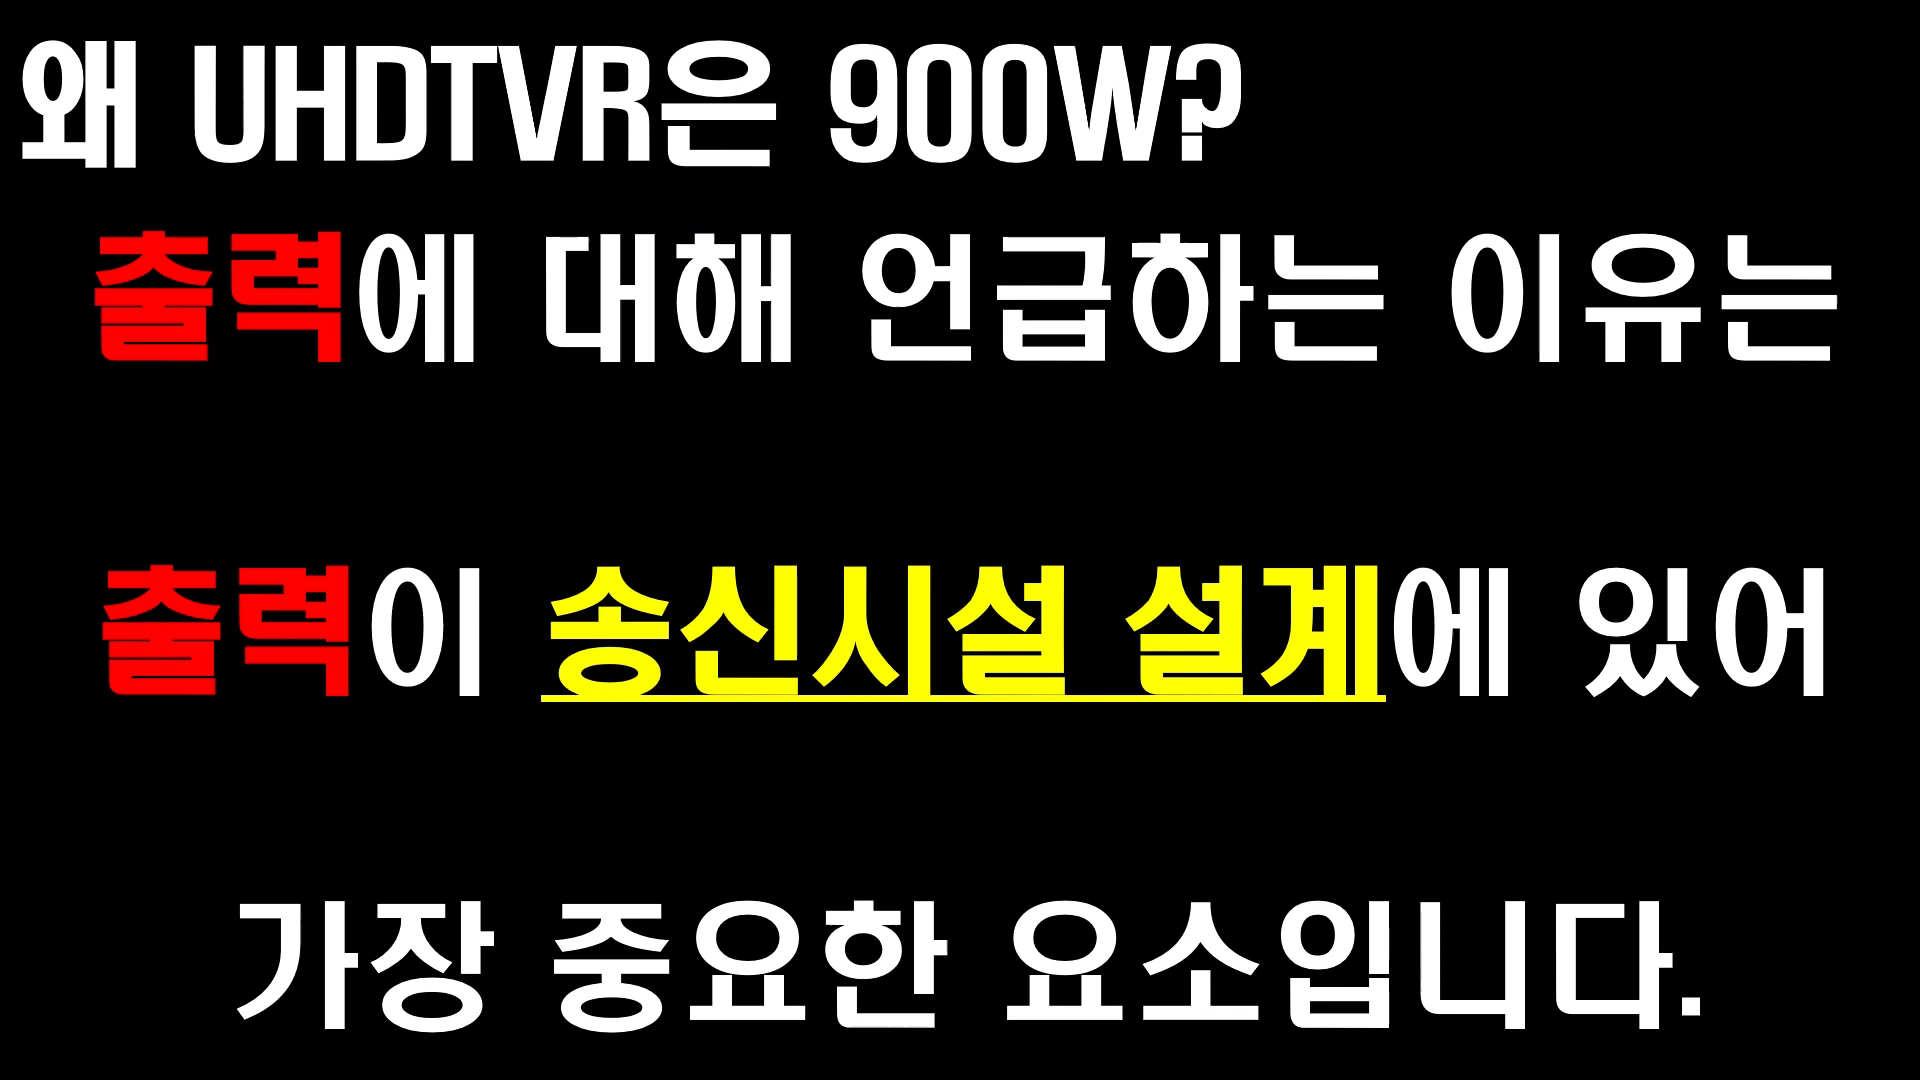 왜 UHDTVR은 900W?
출력에 대해 언급하는 이유는
출력이 송신시설 설계에 있어
가장 중요한 요소입니다.